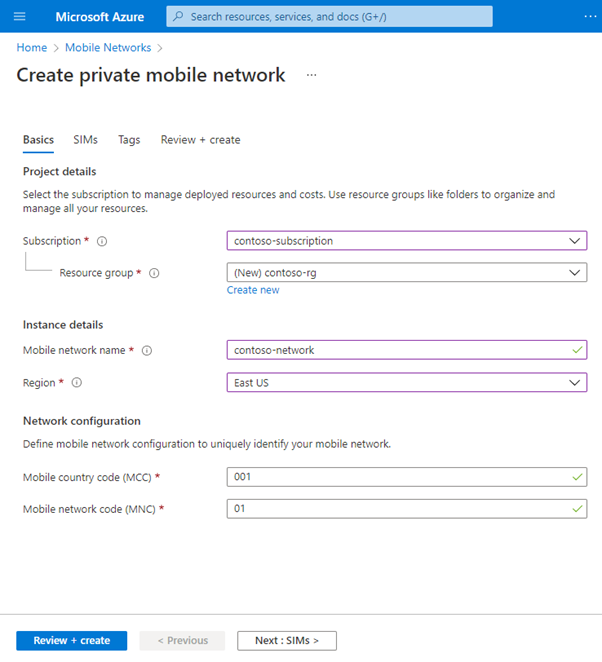 Microsoft Azure
Search resources, services, and docs (G+/)
...
Home > Mobile Networks >
Create private mobile network ...
Basics SIMs Tags Review + create
Project details
Select the subscription to manage deployed resources and costs. Use resource groups like folders to organize and
manage all your resources.
Subscription * contoso-subscription
Resource group * (New) contoso-rg
Create new
Instance details
Mobile network name * contoso-network
Region * East US
Network configuration
Define mobile network configuration to uniquely identify your mobile network.
Mobile country code (MCC) * 001
Mobile network code (MNC) * 01
Review + create < Previous Next : SIMs >